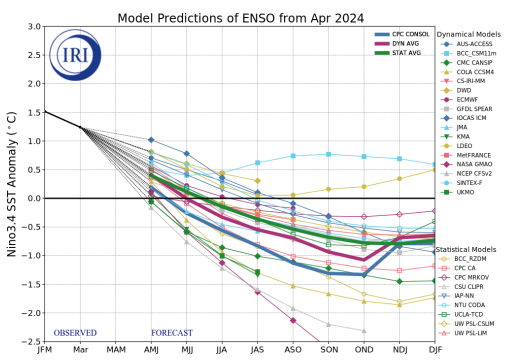 Model Predictions of ENSO from Apr 2024
Nino3.4 SST Anomaly (°C)
3.0
2.5
2.0
1.5
1.0
0.5
0.0
−0.5
−1.0
−1.5
−2.0
−2.5
IRI
CPC CONSOL
DYN AVG
STAT AVG
OBSERVED
FORECAST
JFM
MAM
AMJ
MJJ
JJA
JAS
ASO
SON
OND
NDJ
DJF
Dynamical Models
AUS-ACCESS
BCC_CSM11m
CMC CANSIP
COLA CCSM4
CS-IRI-MM
DWD
ECMWF
GFDL SPEAR
IOCAS ICM
JMA
KMA
LDEO
MetFRANCE
NASA GMAO
NCEP CFSv2
SINTEX-F
UKMO
Statistical Models
BCC_RZDM
CPC CA
CPC MRKOV
CSU CLIPR
IAP-NN
NTU CODA
UCLA-TCD
UW PSL-CSLIM
UW PSL-LIM